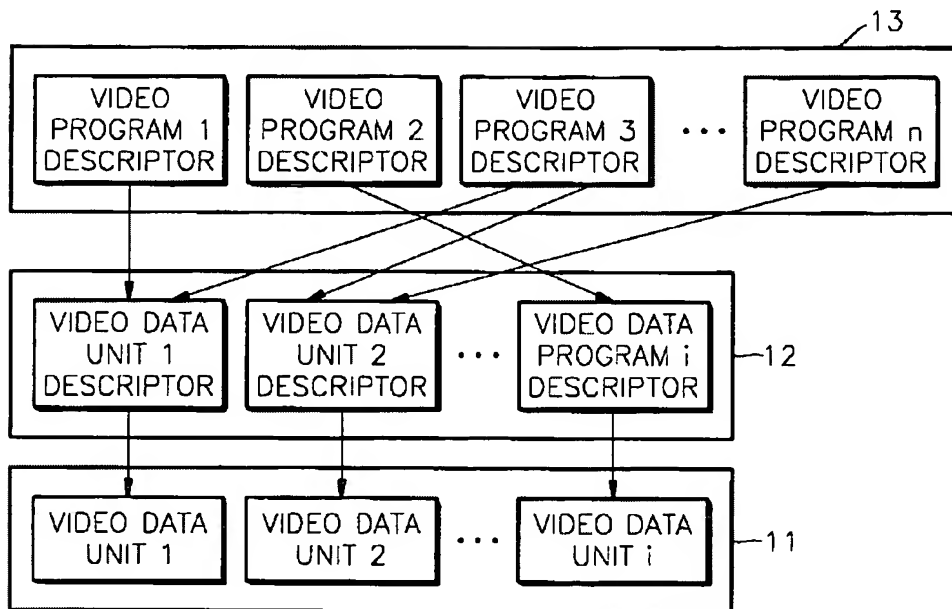 13
VIDEO
PROGRAM 1
DESCRIPTOR
VIDEO
PROGRAM 2
DESCRIPTOR
VIDEO
PROGRAM 3
DESCRIPTOR
...
VIDEO
PROGRAM n
DESCRIPTOR
VIDEO DATA
UNIT 1
DESCRIPTOR
VIDEO DATA
UNIT 2
DESCRIPTOR
...
VIDEO DATA
PROGRAM i
DESCRIPTOR
12
VIDEO DATA
UNIT 1
VIDEO DATA
UNIT 2
...
VIDEO DATA
UNIT i
11